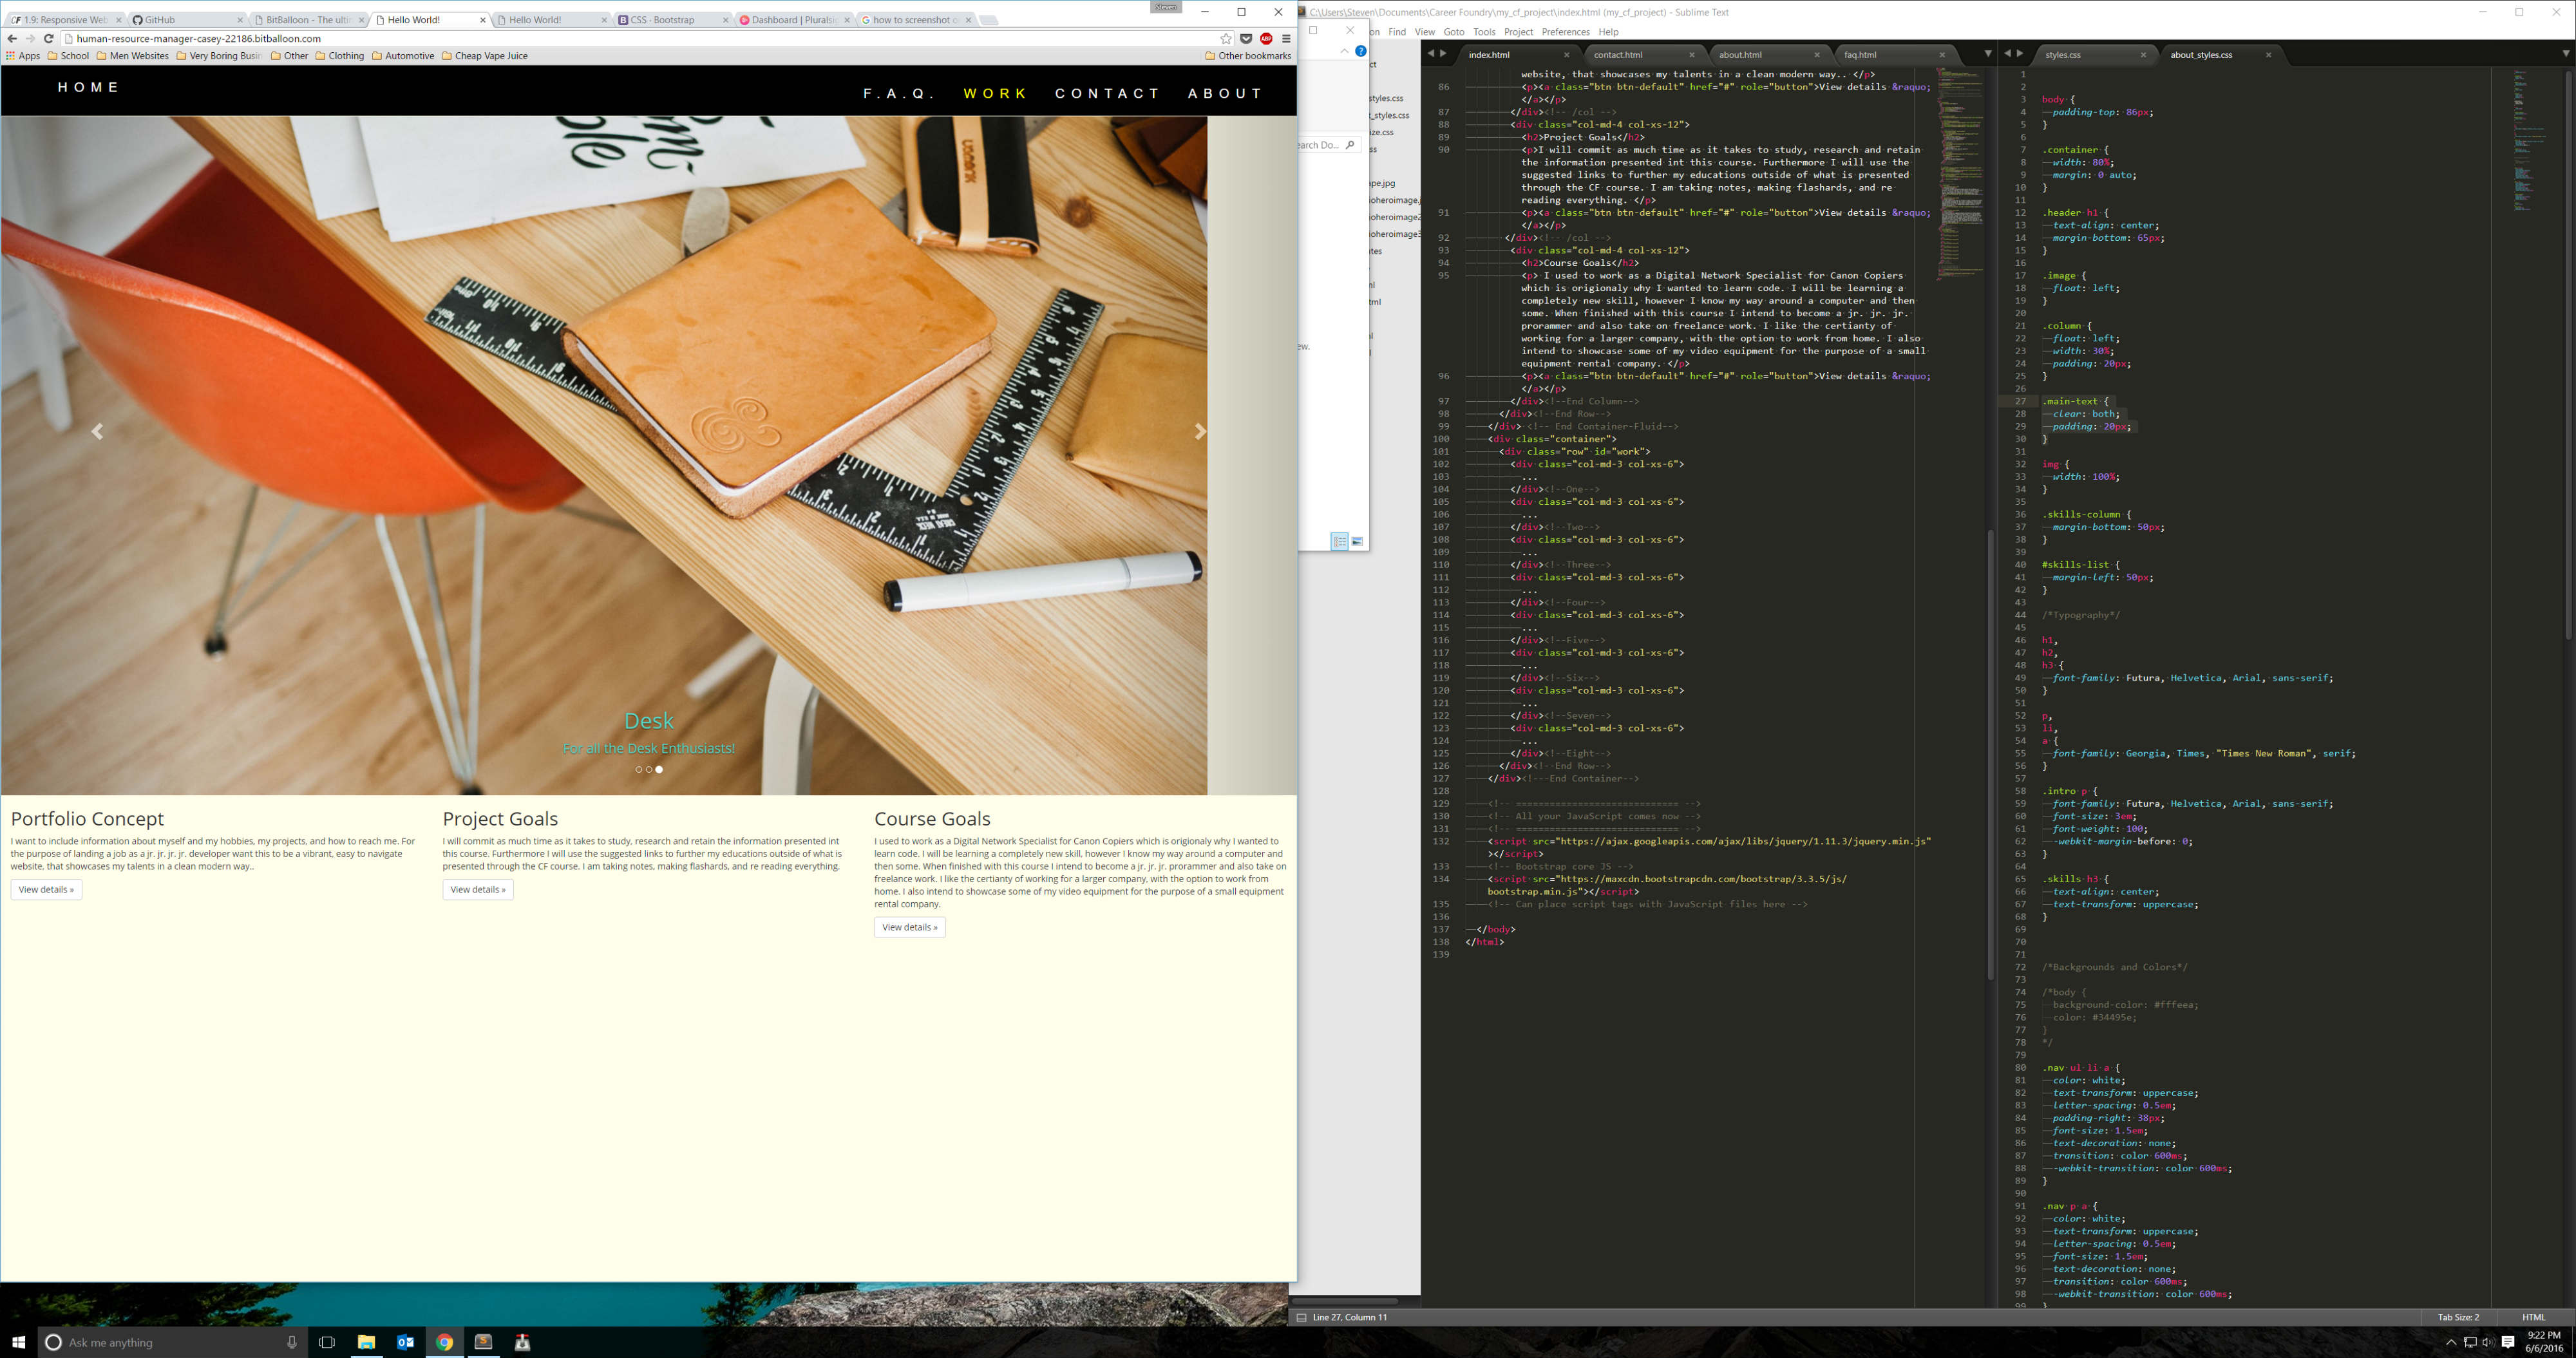 Steven
1.9: Responsive Web
GitHub
BitBalloon - The ultim
Hello World!
Hello World!
CSS · Bootstrap
Dashboard | Pluralsi
how to screenshot o
human-resource-manager-casey-22186.bitballoon.com
Apps School Men Websites Very Boring Busin Other Clothing Automotive Cheap Vape Juice Other bookmarks
HOME
F.A.Q. WORK CONTACT ABOUT
Desk
For all the Desk Enthusiasts!
Portfolio Concept
I want to include information about myself and my hobbies, my projects, and how to reach me. For
the purpose of landing a job as a jr. jr. jr. jr. developer want this to be a vibrant, easy to navigate
website, that showcases my talents in a clean modern way..
View details »
Project Goals
I will commit as much time as it takes to study, research and retain the information presented int
this course. Furthermore I will use the suggested links to further my educations outside of what is
presented through the CF course. I am taking notes, making flashards, and re reading everything.
View details »
Course Goals
I used to work as a Digital Network Specialist for Canon Copiers which is origionaly why I wanted to
learn code. I will be learning a completely new skill, however I know my way around a computer and
then some. When finished with this course I intend to become a jr. jr. jr. prorammer and also take on
freelance work. I like the certianty of working for a larger company, with the option to work from
home. I also intend to showcase some of my video equipment for the purpose of a small equipment
rental company.
View details »
C:\Users\Steven\Documents\Career Foundry\my_cf_project\index.html (my_cf_project) - Sublime Text
on Find View Goto Tools Project Preferences Help
ct
styles.css
t_styles.css
ize.css
ss
earch Do...
pe.jpg
oheroimage.j
oheroimage2
oheroimage3
tes
l
tml
ew.
l
index.html contact.html about.html faq.html
website, that showcases my talents in a clean modern way.. </p>
86 <p><a class="btn btn-default" href="#" role="button">View details &raquo;
</a></p>
87 </div><!-- /col -->
88 <div class="col-md-4 col-xs-12">
89 <h2>Project Goals</h2>
90 <p>I will commit as much time as it takes to study, research and retain
the information presented int this course. Furthermore I will use the
suggested links to further my educations outside of what is presented
through the CF course. I am taking notes, making flashards, and re
reading everything. </p>
91 <p><a class="btn btn-default" href="#" role="button">View details &raquo;
</a></p>
92 </div><!-- /col -->
93 <div class="col-md-4 col-xs-12">
94 <h2>Course Goals</h2>
95 <p> I used to work as a Digital Network Specialist for Canon Copiers
which is origionaly why I wanted to learn code. I will be learning a
completely new skill, however I know my way around a computer and then
some. When finished with this course I intend to become a jr. jr. jr.
prorammer and also take on freelance work. I like the certianty of
working for a larger company, with the option to work from home. I also
intend to showcase some of my video equipment for the purpose of a small
equipment rental company. </p>
96 <p><a class="btn btn-default" href="#" role="button">View details &raquo;
</a></p>
97 </div><!--End Column-->
98 </div><!--End Row-->
99 </div> <!-- End Container-Fluid-->
100 <div class="container">
101 <div class="row" id="work">
102 <div class="col-md-3 col-xs-6">
103 ...
104 </div><!--One-->
105 <div class="col-md-3 col-xs-6">
106 ...
107 </div><!--Two-->
108 <div class="col-md-3 col-xs-6">
109 ...
110 </div><!--Three-->
111 <div class="col-md-3 col-xs-6">
112 ...
113 </div><!--Four-->
114 <div class="col-md-3 col-xs-6">
115 ...
116 </div><!--Five-->
117 <div class="col-md-3 col-xs-6">
118 ...
119 </div><!--Six-->
120 <div class="col-md-3 col-xs-6">
121 ...
122 </div><!--Seven-->
123 <div class="col-md-3 col-xs-6">
124 ...
125 </div><!--Eight-->
126 </div><!--End Row-->
127 </div><!---End Container-->
128
129 <!-- ============================= -->
130 <!-- All your JavaScript comes now -->
131 <!-- ============================= -->
132 <script src="https://ajax.googleapis.com/ajax/libs/jquery/1.11.3/jquery.min.js"
></script>
133 <!-- Bootstrap core JS -->
134 <script src="https://maxcdn.bootstrapcdn.com/bootstrap/3.3.5/js/
bootstrap.min.js"></script>
135 <!-- Can place script tags with JavaScript files here -->
136
137 </body>
138 </html>
139
styles.css about_styles.css
1
2
3 body {
4 padding-top: 86px;
5 }
6
7 .container {
8 width: 80%;
9 margin: 0 auto;
10 }
11
12 .header h1 {
13 text-align: center;
14 margin-bottom: 65px;
15 }
16
17 .image {
18 float: left;
19 }
20
21 .column {
22 float: left;
23 width: 30%;
24 padding: 20px;
25 }
26
27 .main-text {
28 clear: both;
29 padding: 20px;
30 }
31
32 img {
33 width: 100%;
34 }
35
36 .skills-column {
37 margin-bottom: 50px;
38 }
39
40 #skills-list {
41 margin-left: 50px;
42 }
43
44 /*Typography*/
45
46 h1,
47 h2,
48 h3 {
49 font-family: Futura, Helvetica, Arial, sans-serif;
50 }
51
52 p,
53 li,
54 a {
55 font-family: Georgia, Times, "Times New Roman", serif;
56 }
57
58 .intro p {
59 font-family: Futura, Helvetica, Arial, sans-serif;
60 font-size: 3em;
61 font-weight: 100;
62 -webkit-margin-before: 0;
63 }
64
65 .skills h3 {
66 text-align: center;
67 text-transform: uppercase;
68 }
69
70
71
72 /*Backgrounds and Colors*/
73
74 /*body {
75 background-color: #fffeea;
76 color: #34495e;
77 }
78 */
79
80 .nav ul li a {
81 color: white;
82 text-transform: uppercase;
83 letter-spacing: 0.5em;
84 padding-right: 38px;
85 font-size: 1.5em;
86 text-decoration: none;
87 transition: color 600ms;
88 -webkit-transition: color 600ms;
89 }
90
91 .nav p a {
92 color: white;
93 text-transform: uppercase;
94 letter-spacing: 0.5em;
95 font-size: 1.5em;
96 text-decoration: none;
97 transition: color 600ms;
98 -webkit-transition: color 600ms;
99 }
Line 27, Column 11
Tab Size: 2 HTML
Ask me anything
9:22 PM
6/6/2016